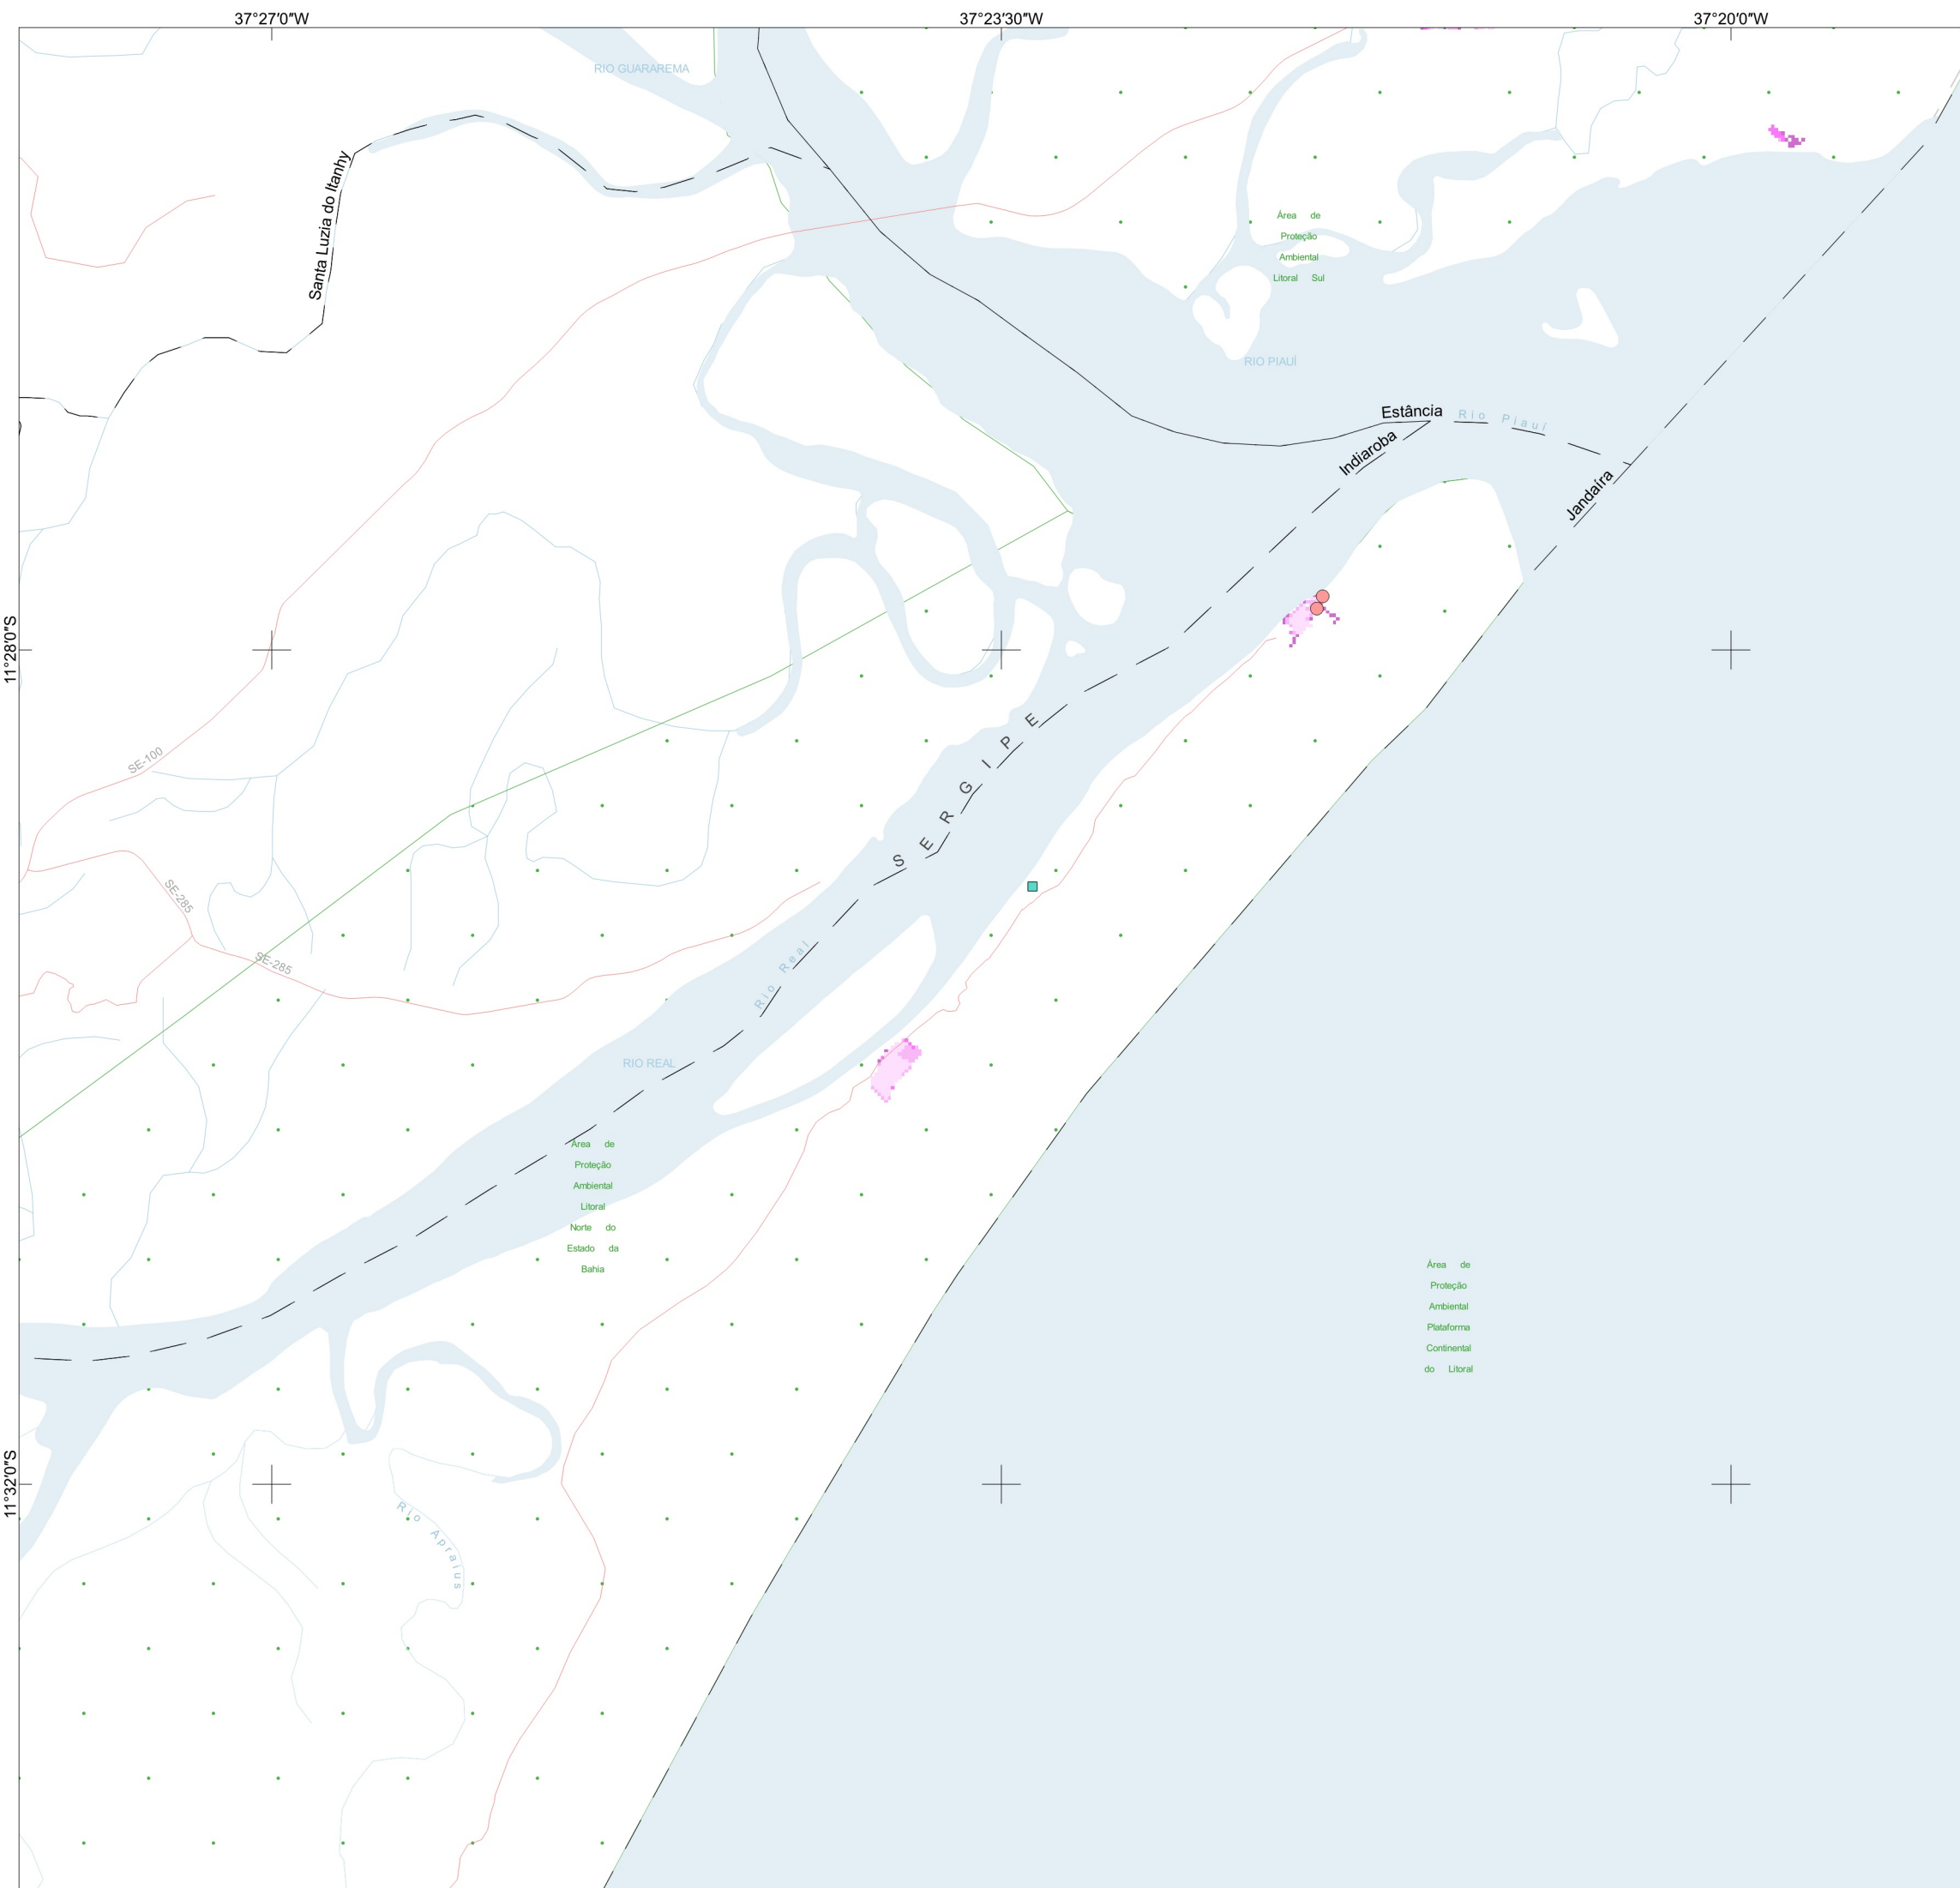 37°27'0"W
37°23'30"W
37°20'0"W
RIO GUARAREMA
Santa Luzia do Itanhy
Área de
Proteção
Ambiental
Litoral Sul
RIO PIAUÍ
Estância
Rio Piauí
Indiaroba
Jandaíra
11°28'0"S
SE-100
SERGIPE
SE-285
SE-285
Rio Real
RIO REAL
Área de
Proteção
Ambiental
Litoral
Norte do
Estado da
Bahia
Área de
Proteção
Ambiental
Plataforma
Continental
do Litoral
11°32'0"S
Rio Apraius